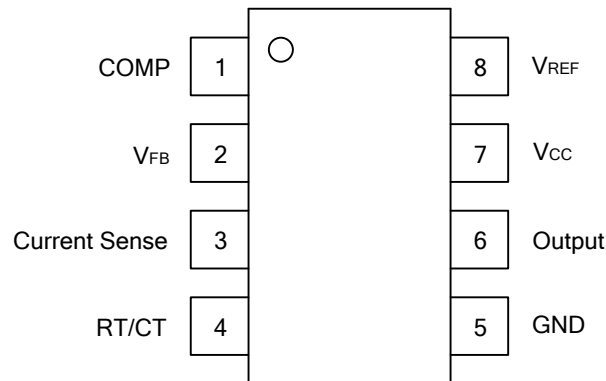 COMP 1 8 VREF
VFB 2 7 VCC
Current Sense 3 6 Output
RT/CT 4 5 GND